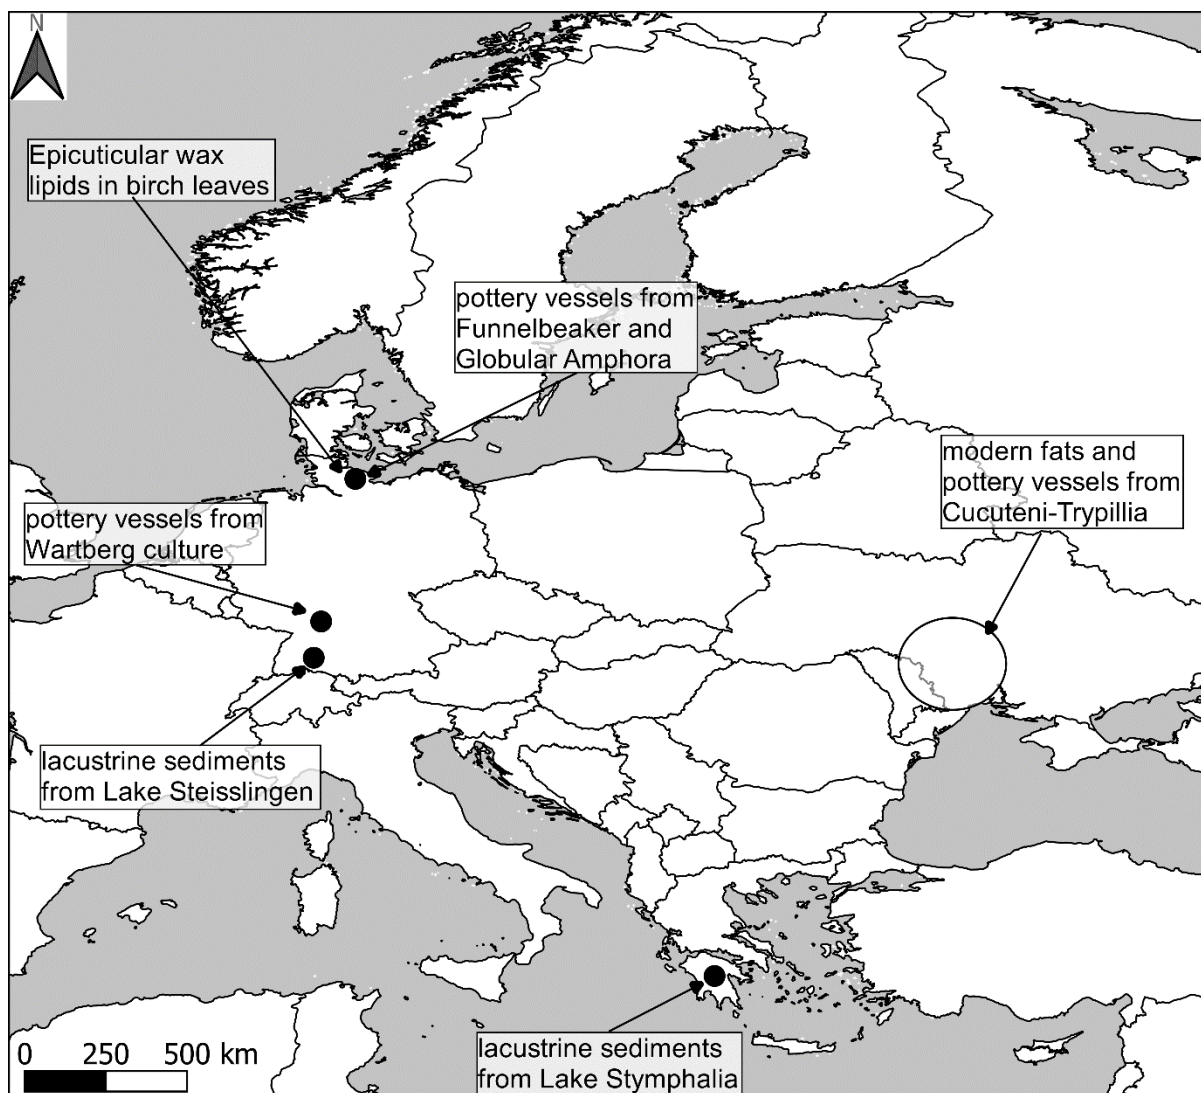 N
Epicuticular wax
lipids in birch leaves
pottery vessels from
Funnelbeaker and
Globular Amphora
modern fats and
pottery vessels from
Cucuteni-Trypillia
pottery vessels from
Wartberg culture
lacustrine sediments
from Lake Steisslingen
lacustrine sediments
from Lake Stymphalia
0 250 500 km